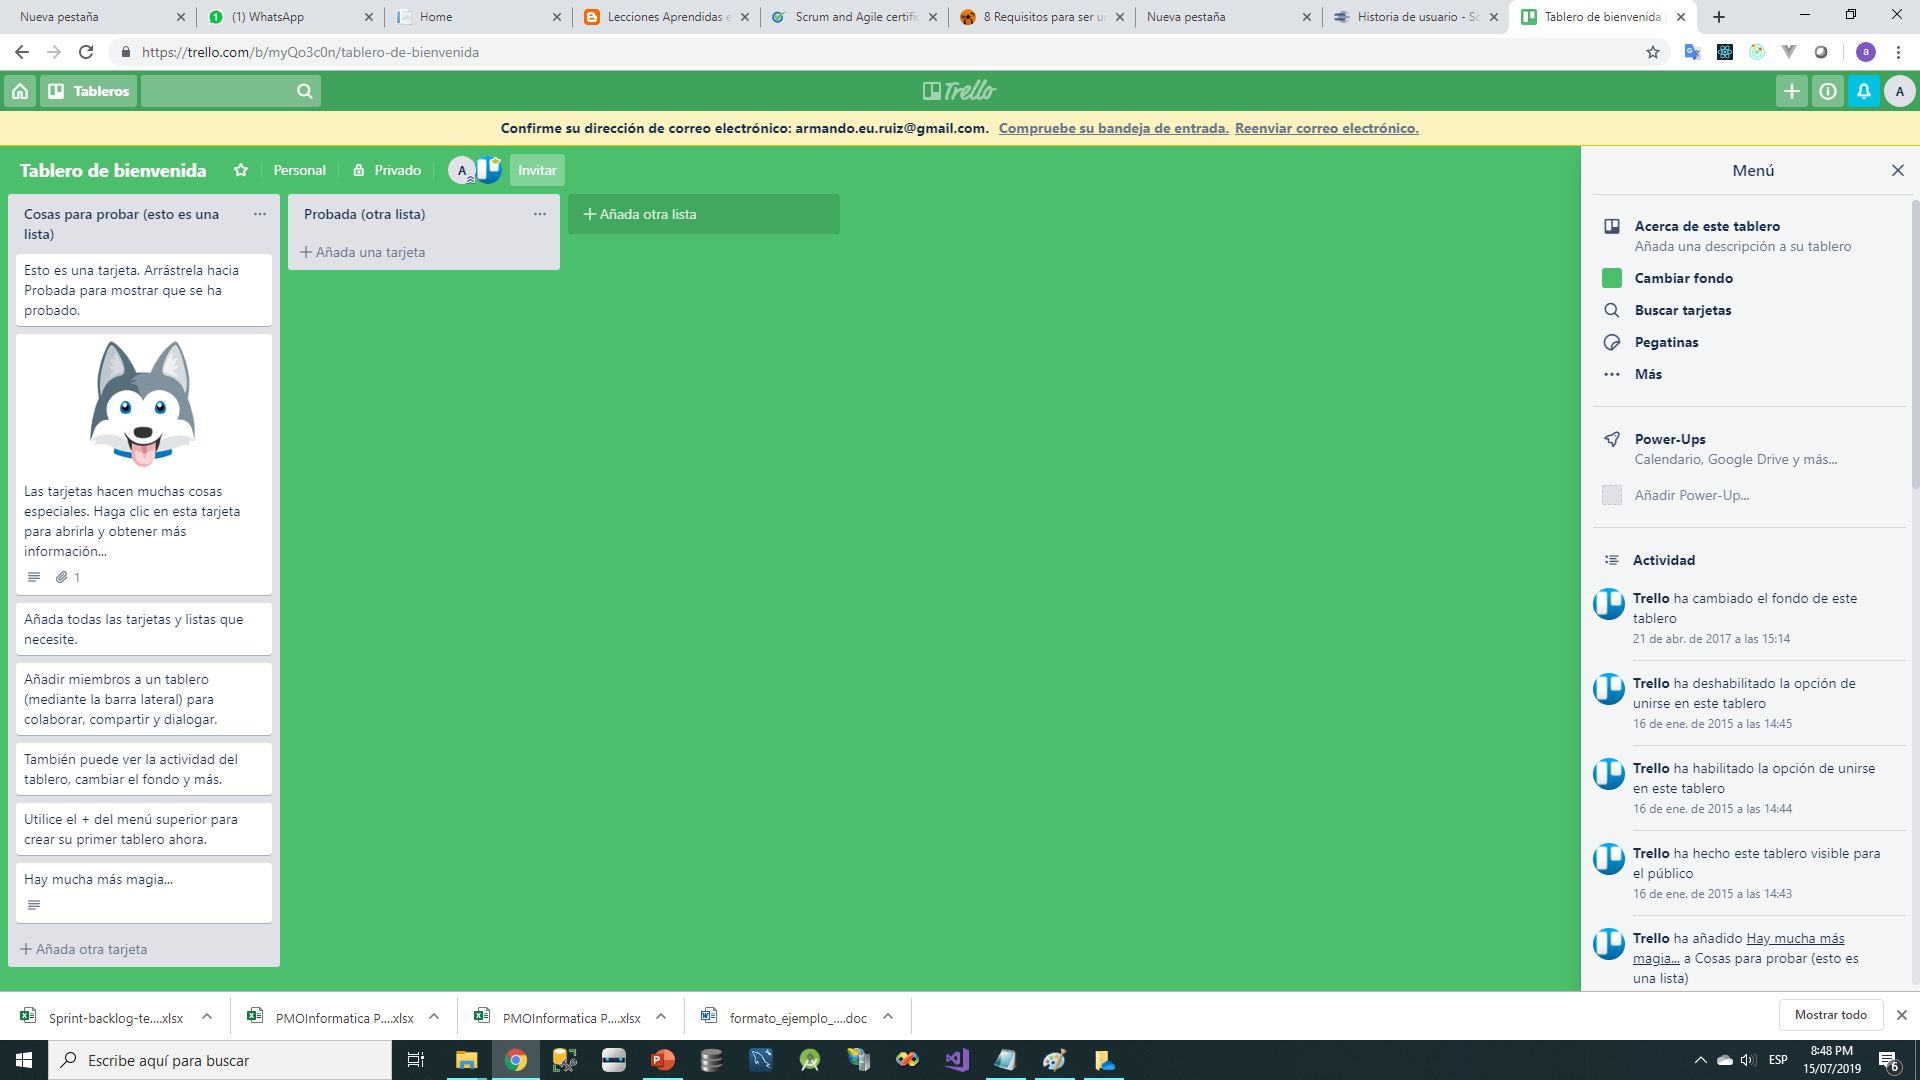 Nueva pestaña
(1) WhatsApp
Home
Lecciones Aprendidas e
Scrum and Agile certific
8 Requisitos para ser un
Nueva pestaña
Historia de usuario - Sc
Tablero de bienvenida |
https://trello.com/b/myQo3c0n/tablero-de-bienvenida
a
Tableros
Trello
A
Confirme su dirección de correo electrónico: armando.eu.ruiz@gmail.com. Compruebe su bandeja de entrada. Reenviar correo electrónico.
Tablero de bienvenida
Personal
Privado
A
Invitar
Cosas para probar (esto es una
lista)
Esto es una tarjeta. Arrástrela hacia
Probada para mostrar que se ha
probado.
Las tarjetas hacen muchas cosas
especiales. Haga clic en esta tarjeta
para abrirla y obtener más
información...
1
Añada todas las tarjetas y listas que
necesite.
Añadir miembros a un tablero
(mediante la barra lateral) para
colaborar, compartir y dialogar.
También puede ver la actividad del
tablero, cambiar el fondo y más.
Utilice el + del menú superior para
crear su primer tablero ahora.
Hay mucha más magia...
Añada otra tarjeta
Probada (otra lista)
Añada una tarjeta
Añada otra lista
Menú
Acerca de este tablero
Añada una descripción a su tablero
Cambiar fondo
Buscar tarjetas
Pegatinas
Más
Power-Ups
Calendario, Google Drive y más...
Añadir Power-Up...
Actividad
Trello ha cambiado el fondo de este
tablero
21 de abr. de 2017 a las 15:14
Trello ha deshabilitado la opción de
unirse en este tablero
16 de ene. de 2015 a las 14:45
Trello ha habilitado la opción de unirse
en este tablero
16 de ene. de 2015 a las 14:44
Trello ha hecho este tablero visible para
el público
16 de ene. de 2015 a las 14:43
Trello ha añadido Hay mucha más
magia... a Cosas para probar (esto es
una lista)
Sprint-backlog-te....xlsx
PMOInformatica P....xlsx
PMOInformatica P....xlsx
formato_ejemplo_....doc
Mostrar todo
Escribe aquí para buscar
ESP
8:48 PM
15/07/2019
6